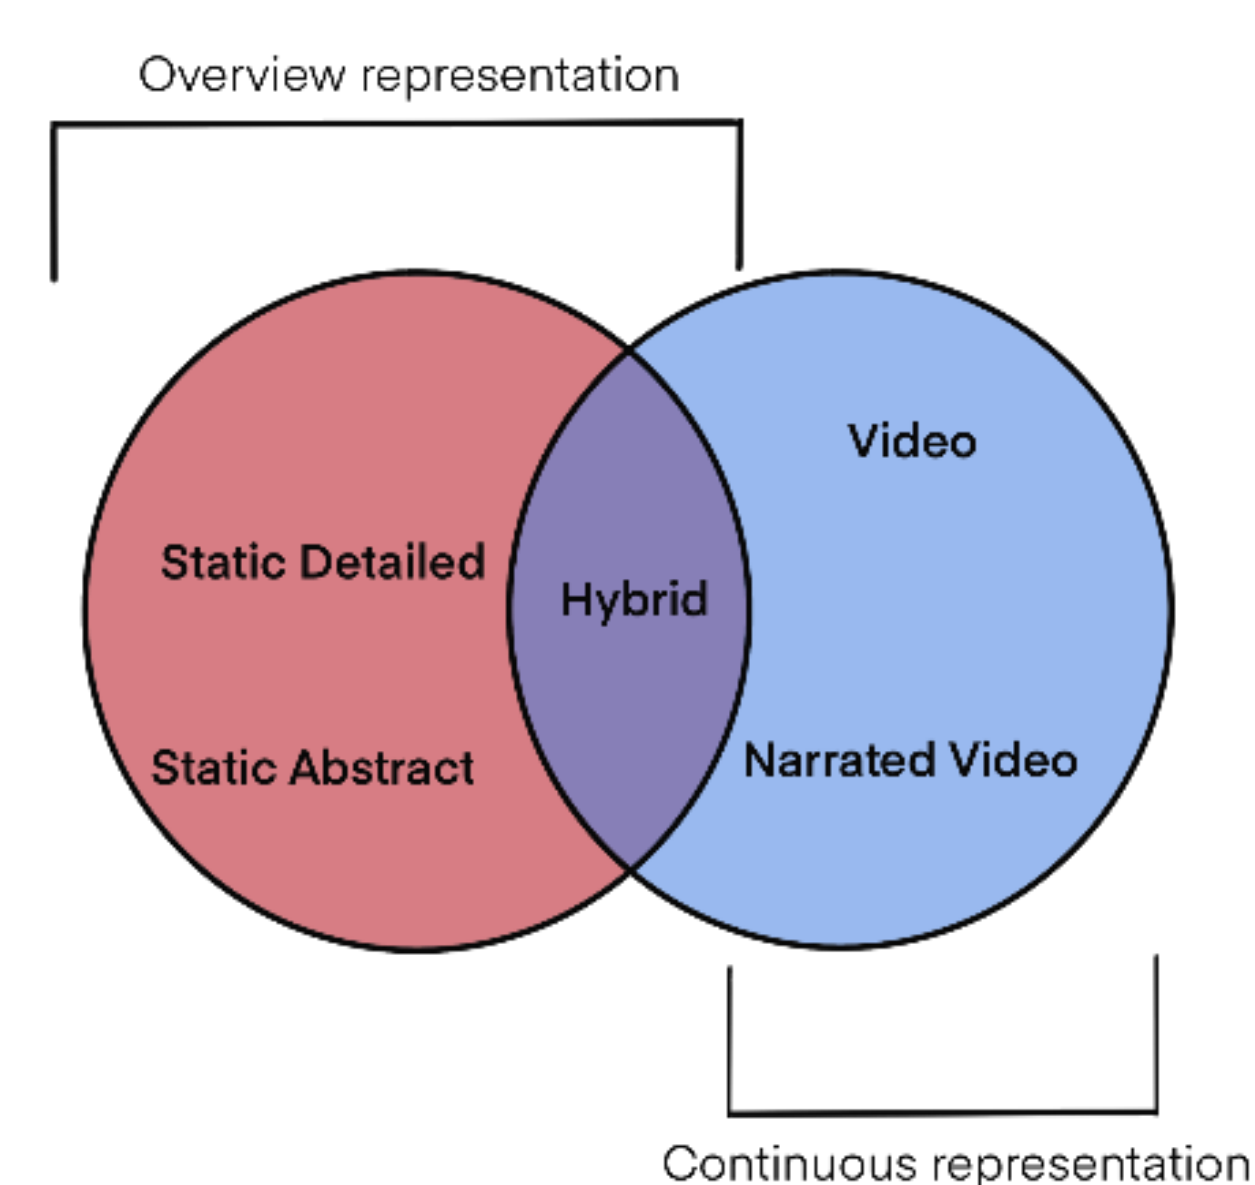 Overview representation
Video
Static Detailed
Hybrid
Static Abstract
Narrated Video
Continuous representation